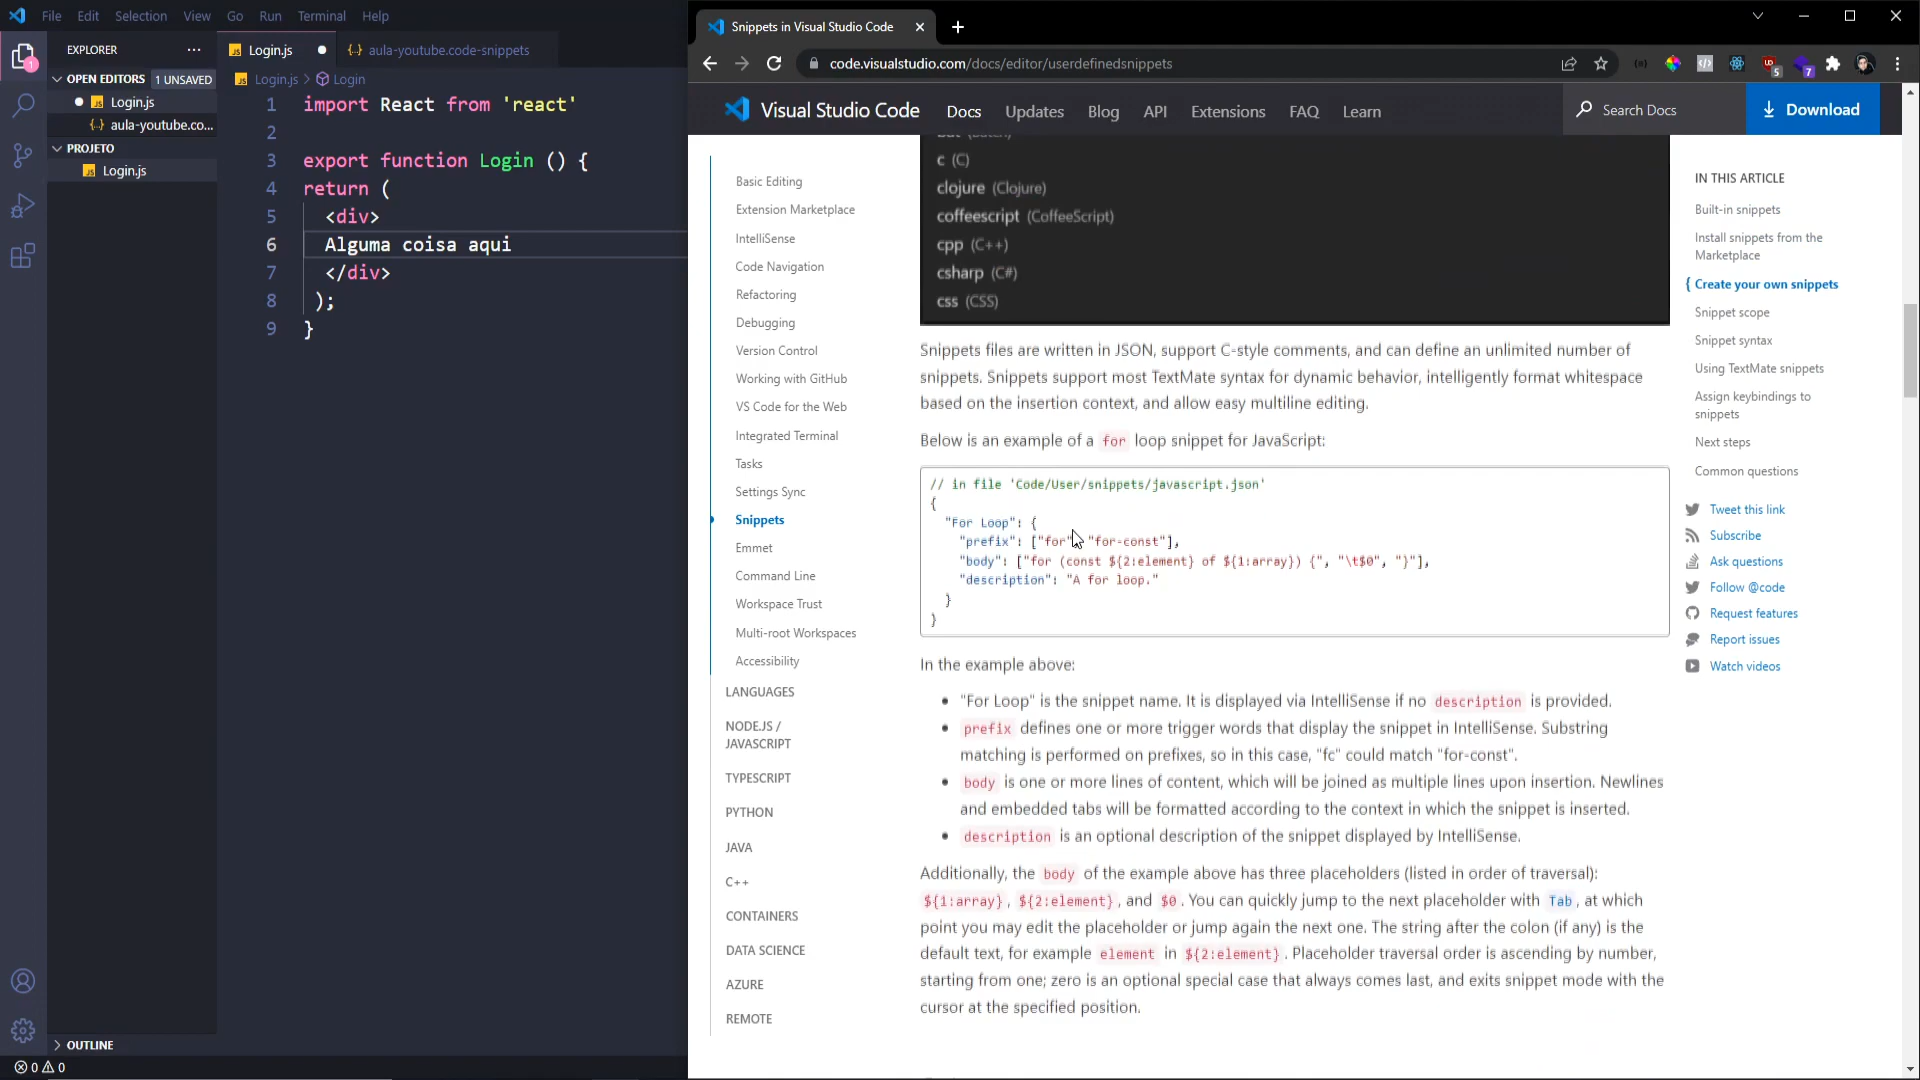 File Edit Selection View Go Run Terminal Help
EXPLORER ...
OPEN EDITORS 1 UNSAVED
Login.js
{..} aula-youtube.co...
PROJETO
Login.js
OUTLINE
0 0
1
Login.js
{..} aula-youtube.code-snippets
Login.js > Login
1 import React from 'react'
2
3 export function Login () {
4 return (
5 <div>
6 Alguma coisa aqui
7 </div>
8 );
9 }
Snippets in Visual Studio Code
code.visualstudio.com/docs/editor/userdefinedsnippets
5 7
Visual Studio Code Docs Updates Blog API Extensions FAQ Learn Search Docs Download
Basic Editing
Extension Marketplace
IntelliSense
Code Navigation
Refactoring
Debugging
Version Control
Working with GitHub
VS Code for the Web
Integrated Terminal
Tasks
Settings Sync
Snippets
Emmet
Command Line
Workspace Trust
Multi-root Workspaces
Accessibility
LANGUAGES
NODE.JS /
JAVASCRIPT
TYPESCRIPT
PYTHON
JAVA
C++
CONTAINERS
DATA SCIENCE
AZURE
REMOTE
c (C)
clojure (Clojure)
coffeescript (CoffeeScript)
cpp (C++)
csharp (C#)
css (CSS)
Snippets files are written in JSON, support C-style comments, and can define an unlimited number of
snippets. Snippets support most TextMate syntax for dynamic behavior, intelligently format whitespace
based on the insertion context, and allow easy multiline editing.
Below is an example of a for loop snippet for JavaScript:
// in file 'Code/User/snippets/javascript.json'
{
"For Loop": {
"prefix": ["for", "for-const"],
"body": ["for (const ${2:element} of ${1:array}) {", "\t$0", "}"],
"description": "A for loop."
}
}
In the example above:
• "For Loop" is the snippet name. It is displayed via IntelliSense if no description is provided.
• prefix defines one or more trigger words that display the snippet in IntelliSense. Substring
matching is performed on prefixes, so in this case, "fc" could match "for-const".
• body is one or more lines of content, which will be joined as multiple lines upon insertion. Newlines
and embedded tabs will be formatted according to the context in which the snippet is inserted.
• description is an optional description of the snippet displayed by IntelliSense.
Additionally, the body of the example above has three placeholders (listed in order of traversal):
${1:array}, ${2:element}, and $0. You can quickly jump to the next placeholder with Tab, at which
point you may edit the placeholder or jump again the next one. The string after the colon (if any) is the
default text, for example element in ${2:element}. Placeholder traversal order is ascending by number,
starting from one; zero is an optional special case that always comes last, and exits snippet mode with the
cursor at the specified position.
IN THIS ARTICLE
Built-in snippets
Install snippets from the
Marketplace
{ Create your own snippets
Snippet scope
Snippet syntax
Using TextMate snippets
Assign keybindings to
snippets
Next steps
Common questions
Tweet this link
Subscribe
Ask questions
Follow @code
Request features
Report issues
Watch videos